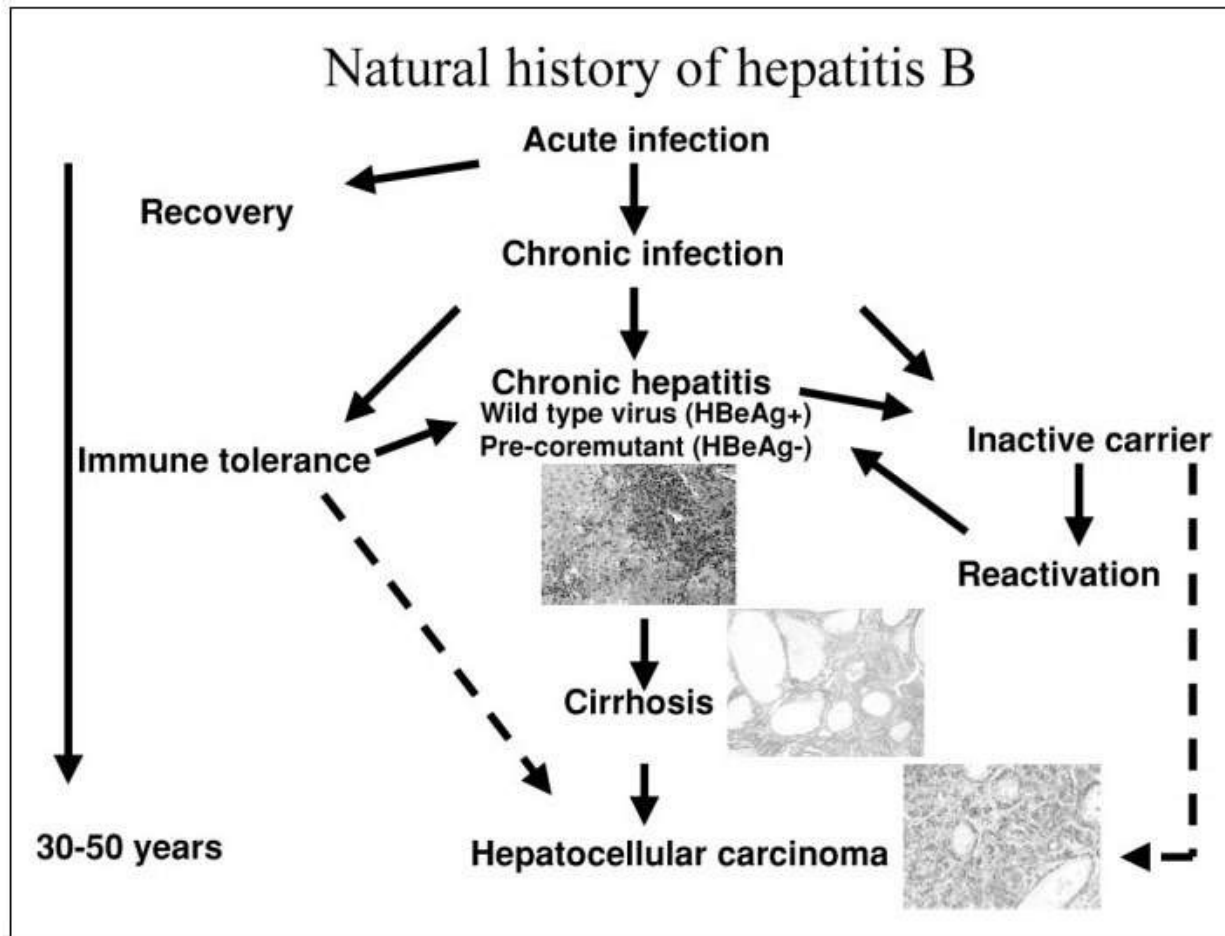 Natural history of hepatitis B
Acute infection
Recovery
Chronic infection
Chronic hepatitis
Wild type virus (HBeAg+)
Pre-coremutant (HBeAg-)
Immune tolerance
Inactive carrier
Reactivation
Cirrhosis
30-50 years
Hepatocellular carcinoma